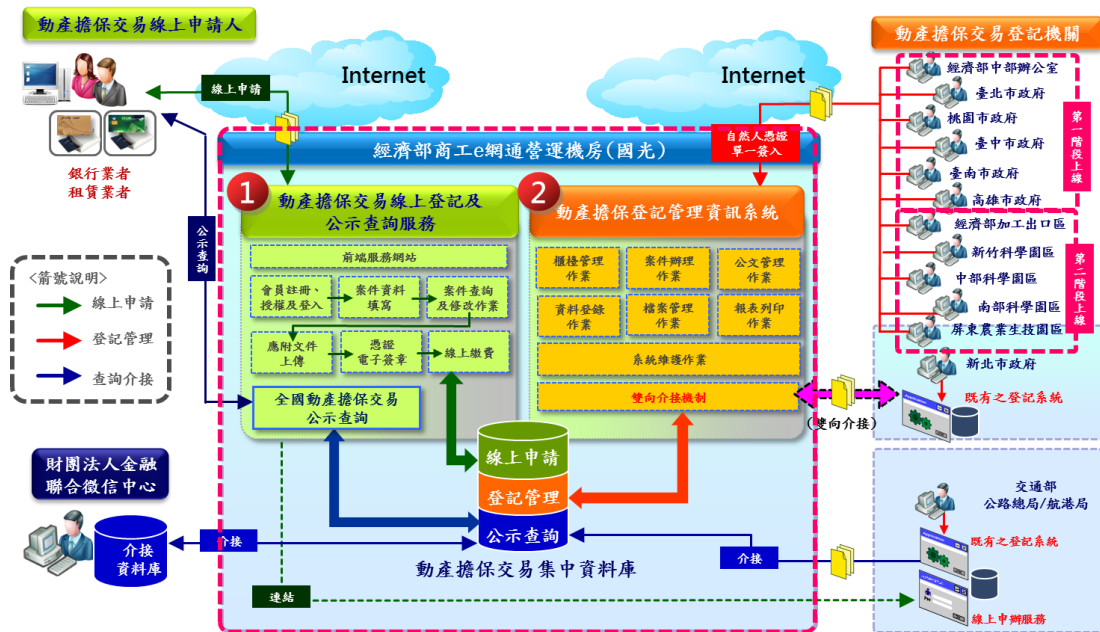 動產擔保交易線上申請人
銀行業者
租賃業者
Internet
線上申請
公示查詢
<箭號說明>
線上申請
登記管理
查詢介接
財團法人金融
聯合徵信中心
介接
資料庫
介接
經濟部商工e網通營運機房(國光)
1
動產擔保交易線上登記及
公示查詢服務
前端服務網站
會員註冊、
授權及登入
案件資料
填寫
案件查詢
及修改作業
應附文件
上傳
憑證
電子簽章
線上繳費
全國動產擔保交易
公示查詢
Internet
自然人憑證
單一簽入
2
動產擔保登記管理資訊系統
櫃檯管理
作業
案件辦理
作業
公文管理
作業
資料登錄
作業
檔案管理
作業
報表列印
作業
系統維護作業
雙向介接機制
線上申請
登記管理
公示查詢
動產擔保交易集中資料庫
連結
介接
(雙向介接)
動產擔保交易登記機關
經濟部中部辦公室
臺北市政府
桃園市政府
臺中市政府
臺南市政府
高雄市政府
第一階段上線
經濟部加工出口區
新竹科學園區
中部科學園區
南部科學園區
屏東農業生技園區
第二階段上線
新北市政府
既有之登記系統
交通部
公路總局/航港局
既有之登記系統
線上申辦服務